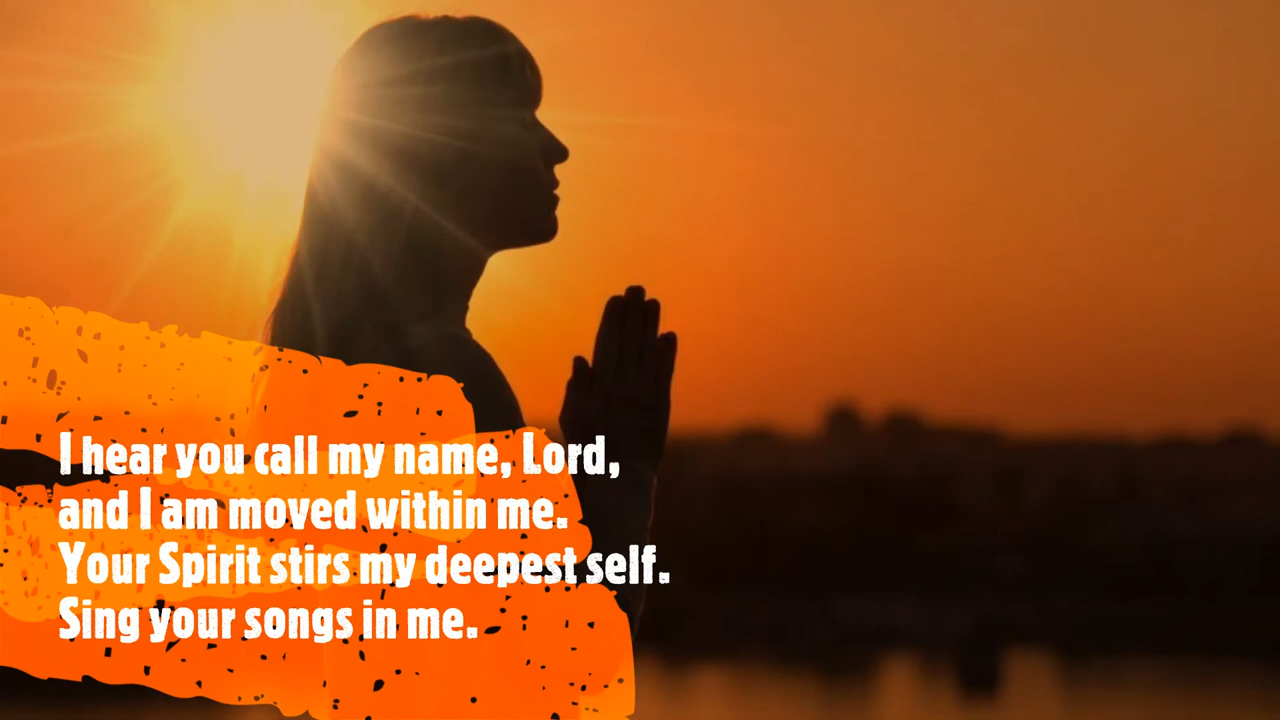 I hear you call my name, Lord,
and I am moved within me.
Your Spirit stirs my deepest self.
Sing your songs in me.